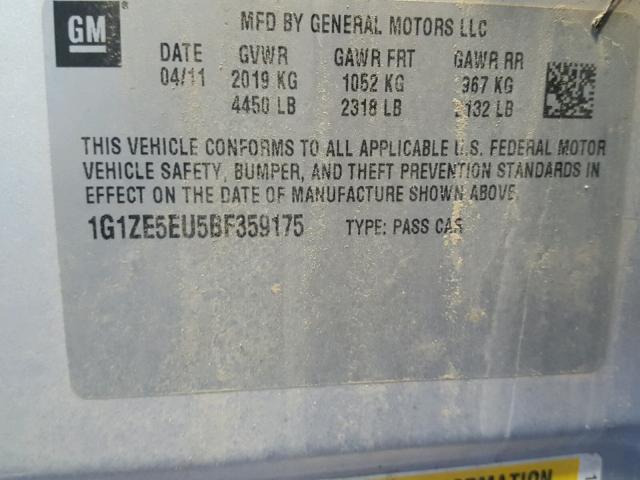 GM
MFD BY GENERAL MOTORS LLC
DATE GVWR GAWR FRT GAWR RR
04/11 2019 KG 1052 KG 967 KG
4450 LB 2318 LB 2132 LB
THIS VEHICLE CONFORMS TO ALL APPLICABLE U.S. FEDERAL MOTOR
VEHICLE SAFETY, BUMPER, AND THEFT PREVENTION STANDARDS IN
EFFECT ON THE DATE OF MANUFACTURE SHOWN ABOVE.
1G1ZE5EU5BF359175 TYPE: PASS CAR